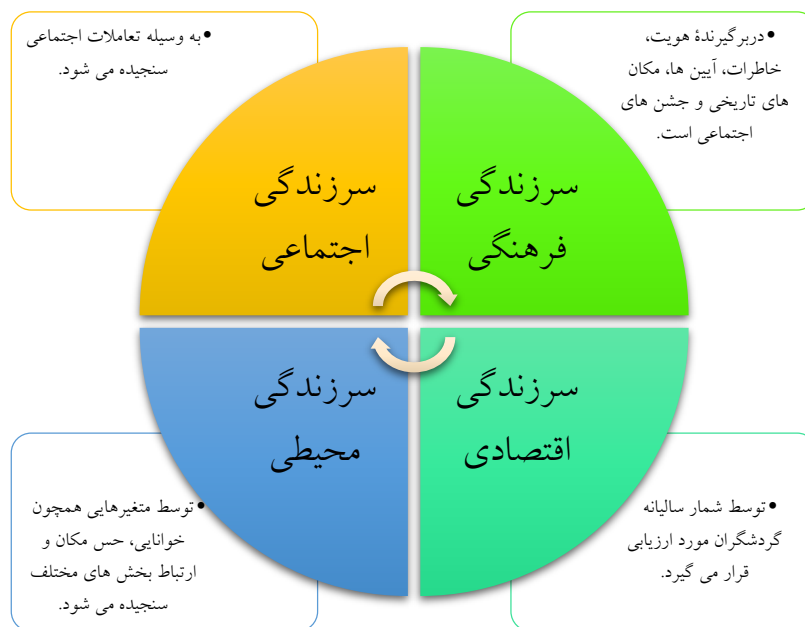 •دربرگیرندۀ هویت،
خاطرات، آیین ها، مکان
های تاریخی و جشن های
اجتماعی است.
•به وسیله تعاملات اجتماعی
سنجیده می شود.
سرزندگی
فرهنگی
سرزندگی
اجتماعی
سرزندگی
اقتصادی
سرزندگی
محیطی
•توسط شمار سالیانه
گردشگران مورد ارزیابی
قرار می گیرد.
•توسط متغیرهایی همچون
خوانایی، حس مکان و
ارتباط بخش های مختلف
سنجیده می شود.